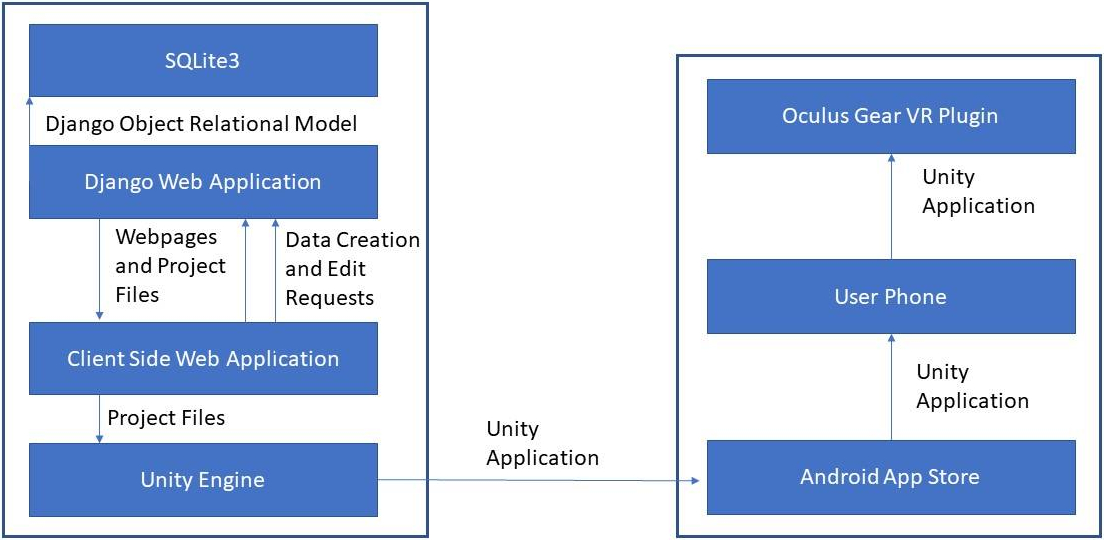 SQLite3
Django Object Relational Model
Django Web Application
Webpages
and Project
Files
Data Creation
and Edit
Requests
Client Side Web Application
Project Files
Unity Engine
Unity
Application
Oculus Gear VR Plugin
Unity
Application
User Phone
Unity
Application
Android App Store